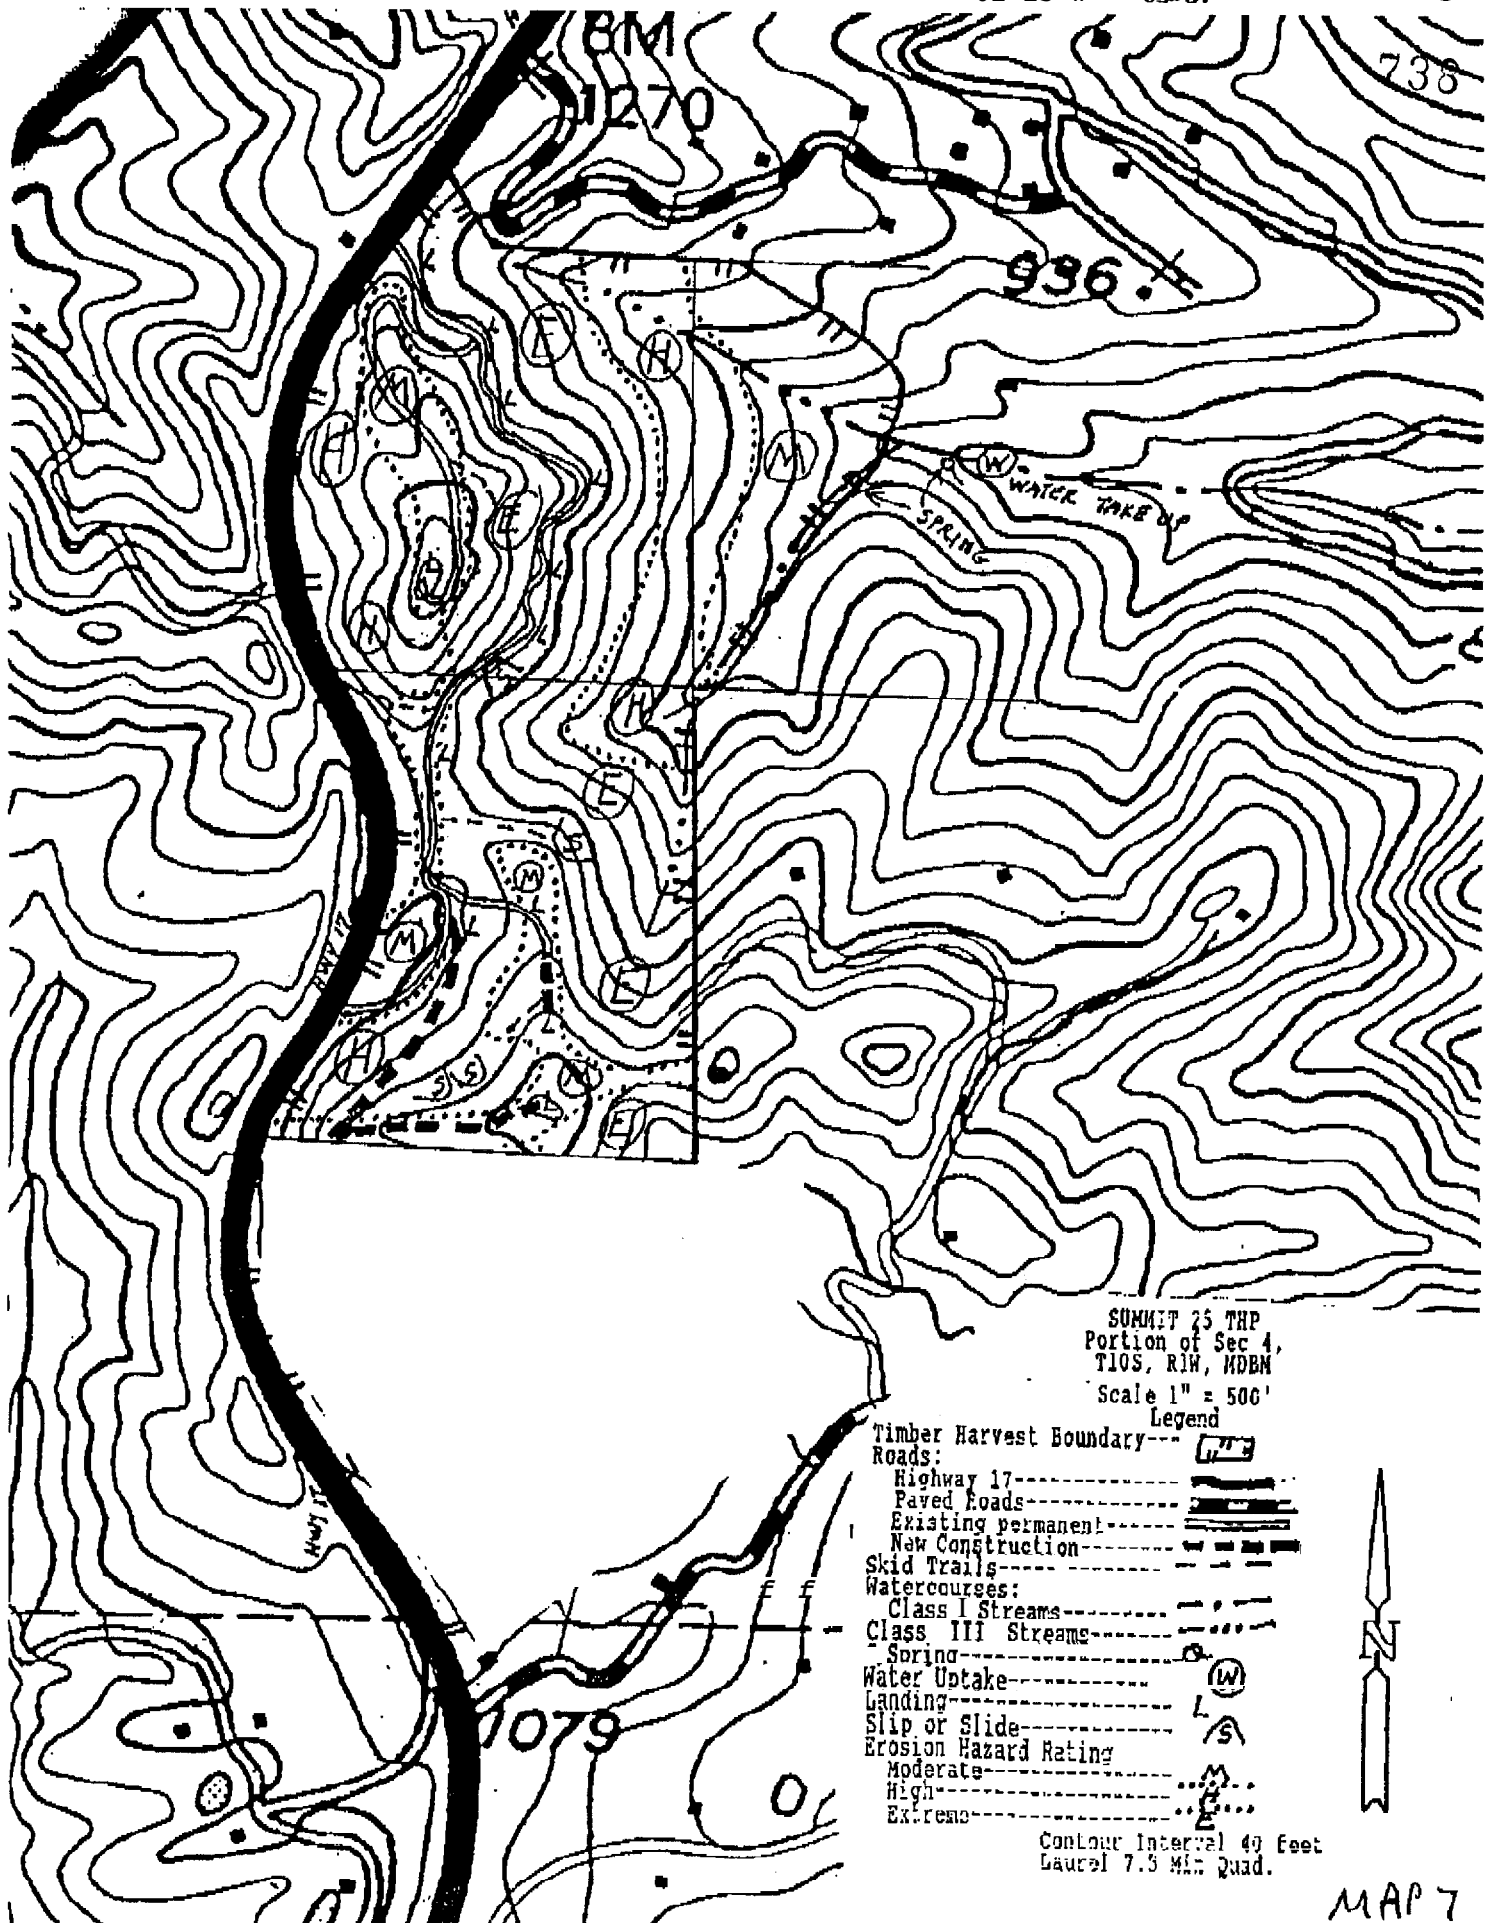 738
BM
1270
936
W
WATER TAKE UP
SPRING
E
H
M
H
M
E
L
H
H
E
S
M
M
L
HWY 17
E
H
S
S
M
L
E
SUMMIT 25 THP
Portion of Sec 4,
T10S, R1W, MDBM
Scale 1" = 500'
Legend
Timber Harvest Boundary---
Roads:
Highway 17---------------
Paved Roads-------------
Existing permanent------
New Construction--------
Skid Trails----- --------
Watercourses:
Class I Streams---------
Class III Streams-------
Spring-----------------
Water Uptake------------ W
Landing----------------- L
Slip or Slide----------- S
Erosion Hazard Rating
Moderate--------------- M
High------------------- H
Extreme---------------- E
Contour Interval 40 feet
Laurel 7.5 Min Quad.
N
HWY 17
1079
MAP 7